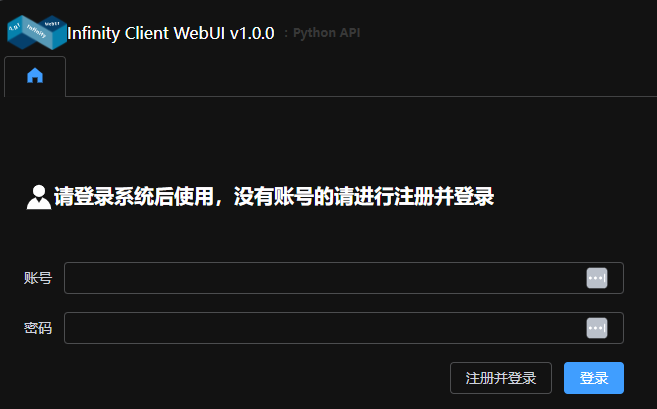 Infinity WebUI
Infinity Client WebUI v1.0.0 : Python API
请登录系统后使用，没有账号的请进行注册并登录
账号
密码
注册并登录 登录